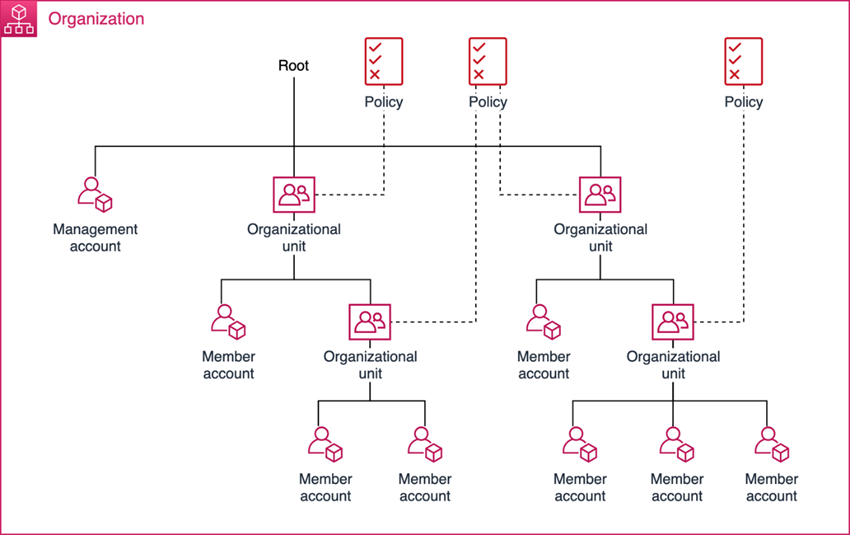 Organization
Root
Policy
Policy
Policy
Management
account
Organizational
unit
Organizational
unit
Member
account
Organizational
unit
Member
account
Organizational
unit
Member
account
Member
account
Member
account
Member
account
Member
account